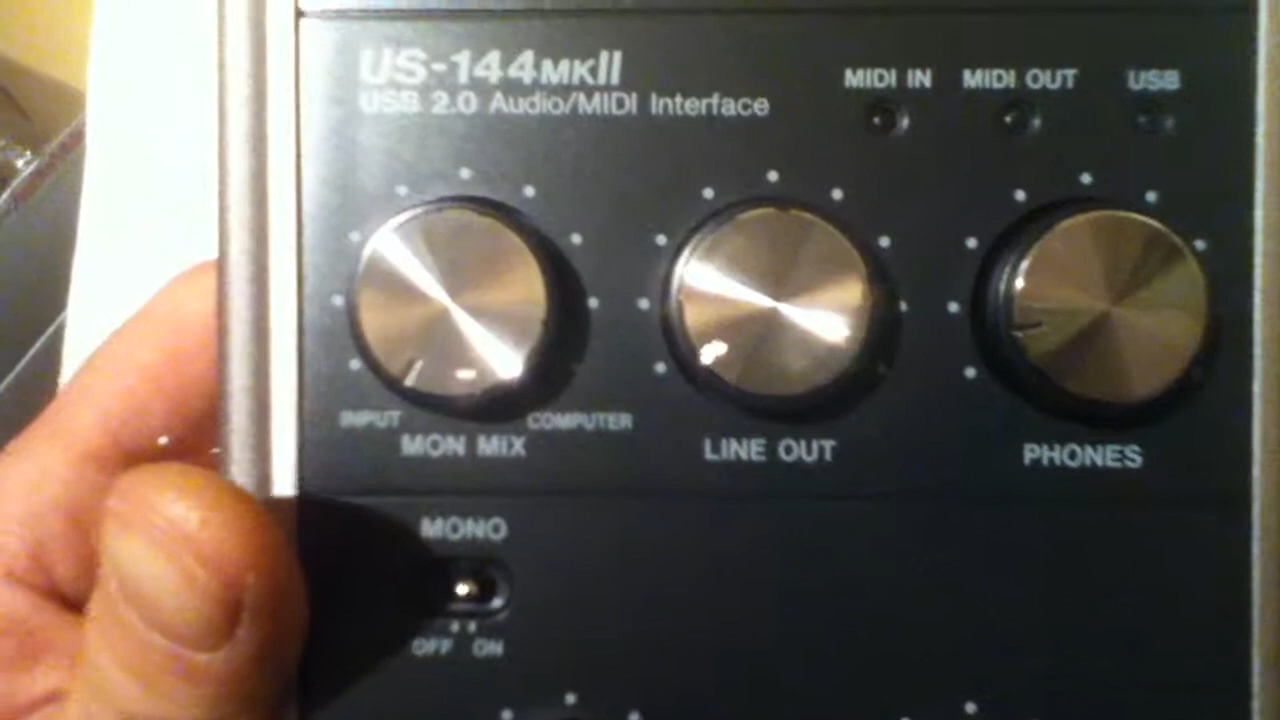 US-144MKII
USB 2.0 Audio/MIDI Interface
MIDI IN
MIDI OUT
USB
INPUT
COMPUTER
MON MIX
LINE OUT
PHONES
MONO
OFF ON